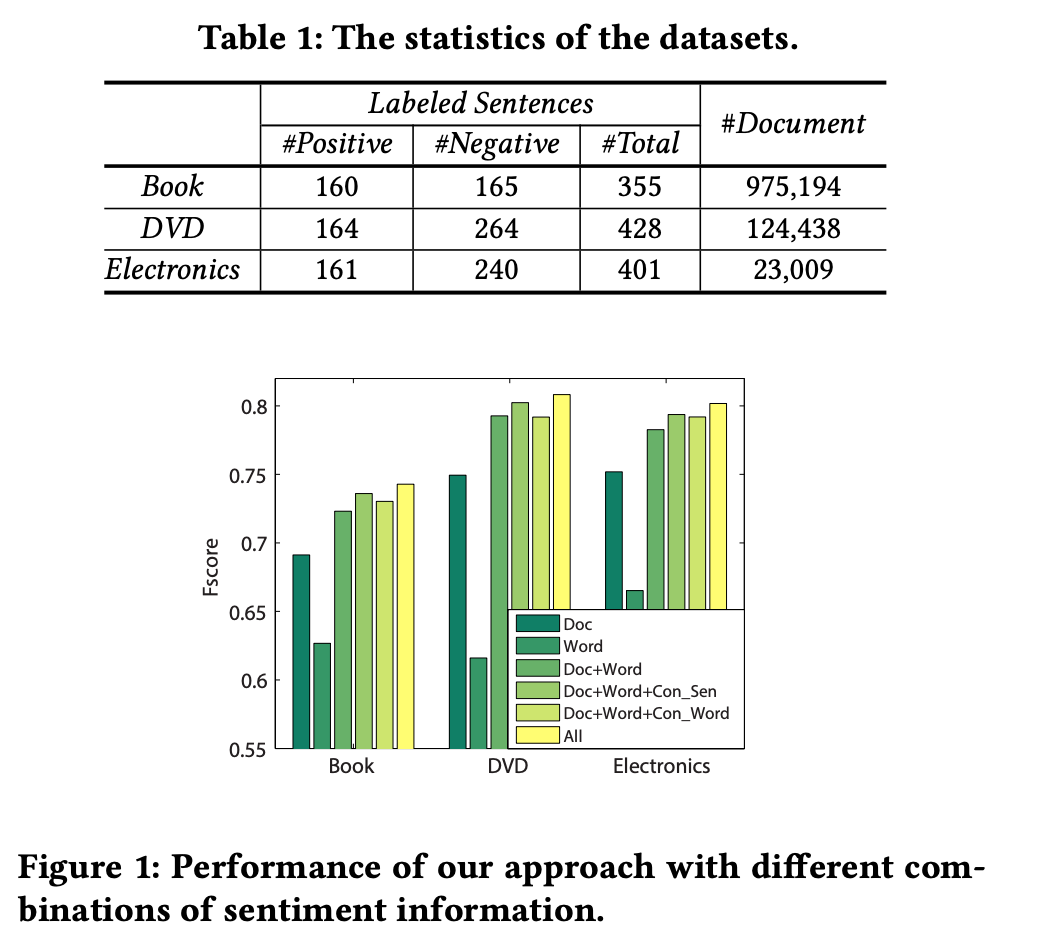 Table 1: The statistics of the datasets.
Labeled Sentences
#Document
#Positive #Negative #Total
Book 160 165 355 975,194
DVD 164 264 428 124,438
Electronics 161 240 401 23,009
0.8
0.75
0.7
0.65
0.6
0.55
Fscore
Doc
Word
Doc+Word
Doc+Word+Con_Sen
Doc+Word+Con_Word
All
Book DVD Electronics
Figure 1: Performance of our approach with different com-
binations of sentiment information.